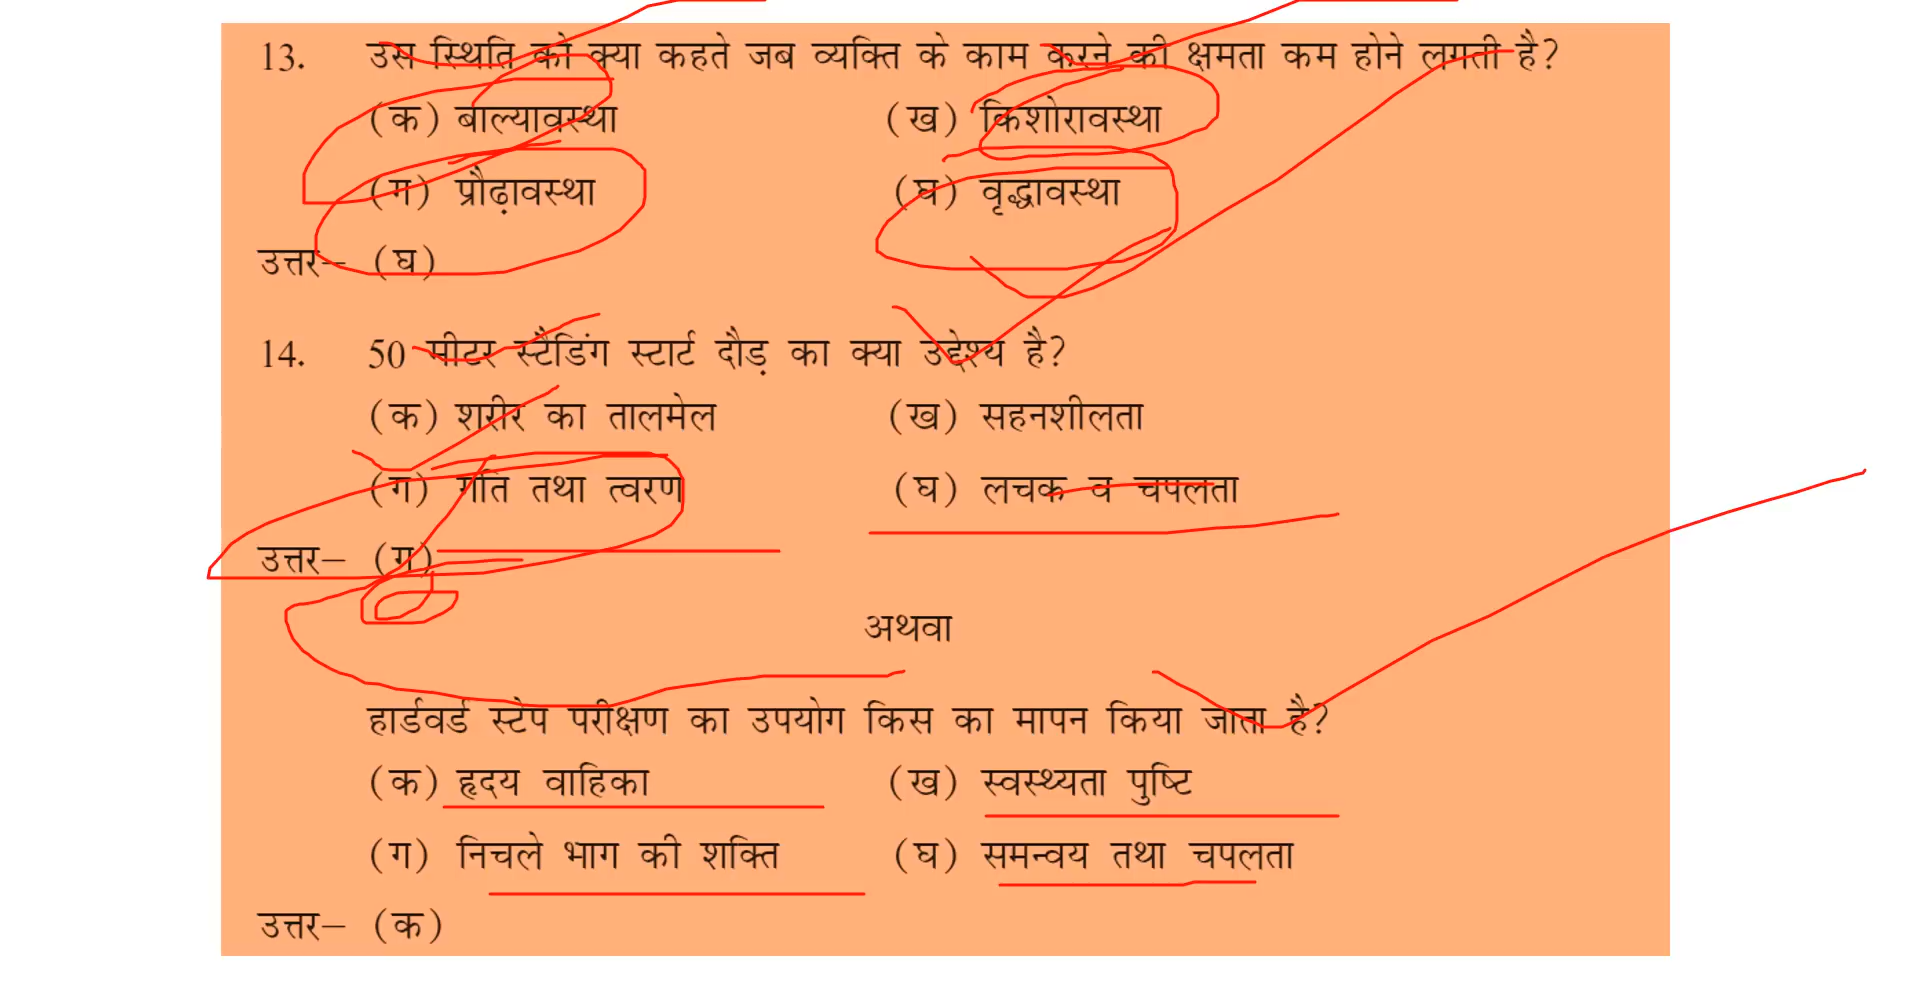 13. उस स्थिति को क्या कहते जब व्यक्ति के काम करने की क्षमता कम होने लगती है?
(क) बाल्यावस्था (ख) किशोरावस्था
(ग) प्रौढ़ावस्था (घ) वृद्धावस्था
उत्तर– (घ)
14. 50 मीटर स्टैडिंग स्टार्ट दौड़ का क्या उद्देश्य है?
(क) शरीर का तालमेल (ख) सहनशीलता
(ग) गति तथा त्वरण (घ) लचक व चपलता
उत्तर– (ग)
अथवा
हार्डवर्ड स्टेप परीक्षण का उपयोग किस का मापन किया जाता है?
(क) हृदय वाहिका (ख) स्वस्थ्यता पुष्टि
(ग) निचले भाग की शक्ति (घ) समन्वय तथा चपलता
उत्तर– (क)